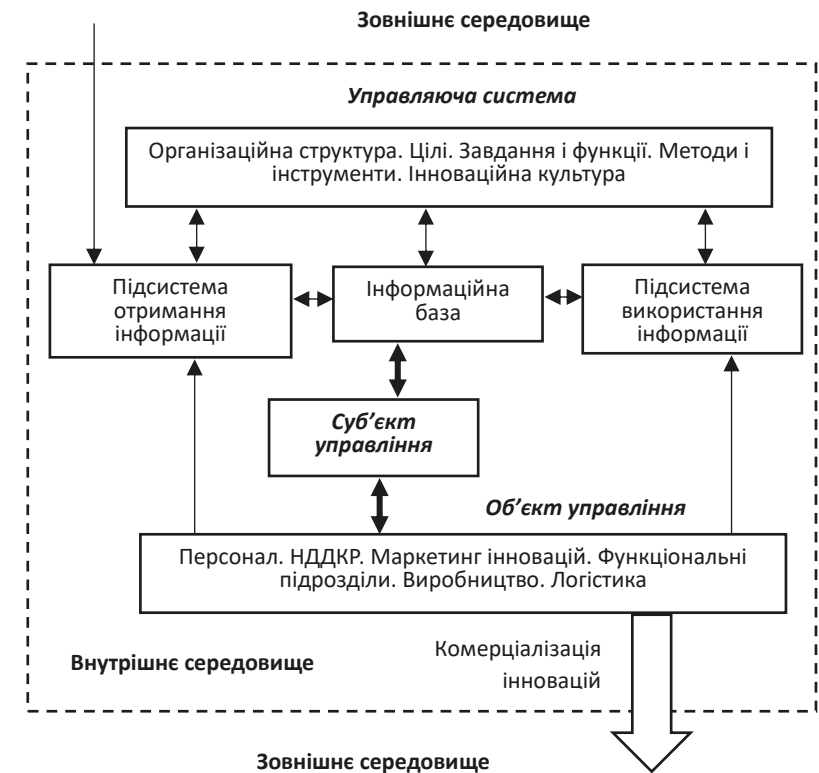 Зовнішнє середовище
Управляюча система
Організаційна структура. Цілі. Завдання і функції. Методи і
інструменти. Інноваційна культура
Підсистема
отримання
інформації
Інформаційна
база
Підсистема
використання
інформації
Суб’єкт
управління
Об’єкт управління
Персонал. НДДКР. Маркетинг інновацій. Функціональні
підрозділи. Виробництво. Логістика
Внутрішнє середовище
Комерціалізація
інновацій
Зовнішнє середовище